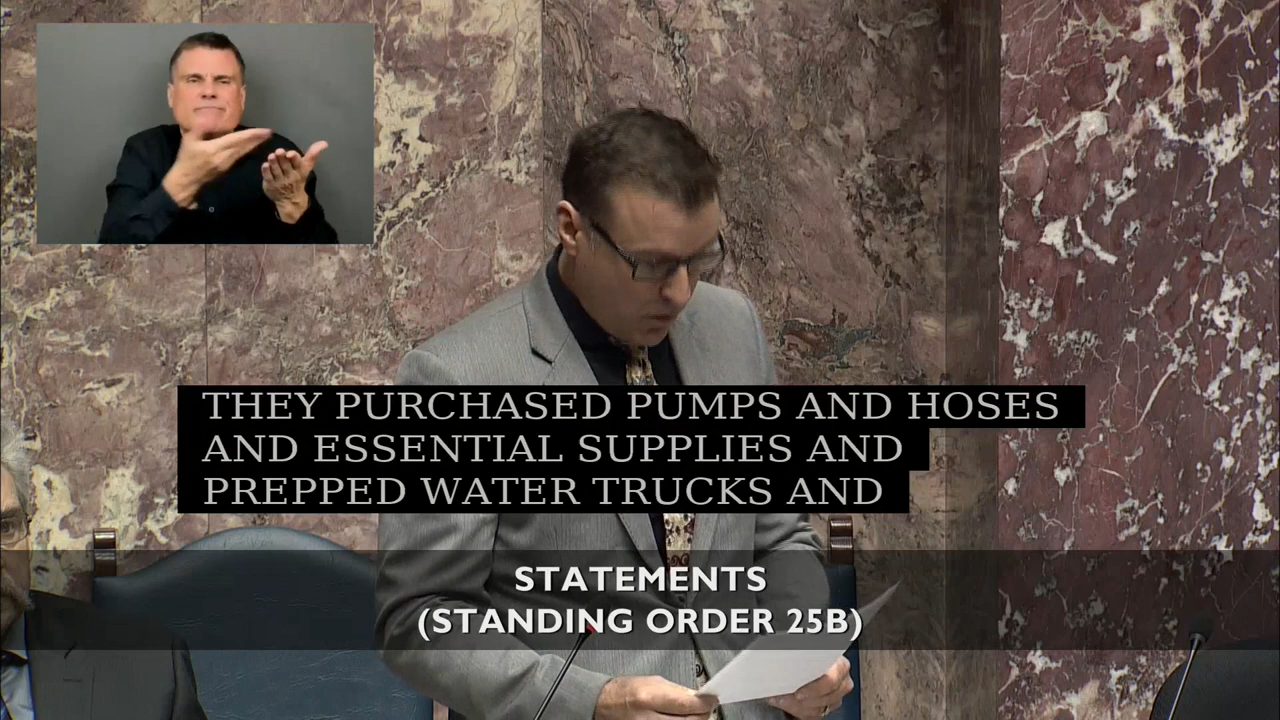 THEY PURCHASED PUMPS AND HOSES
AND ESSENTIAL SUPPLIES AND
PREPPED WATER TRUCKS AND
STATEMENTS
(STANDING ORDER 25B)